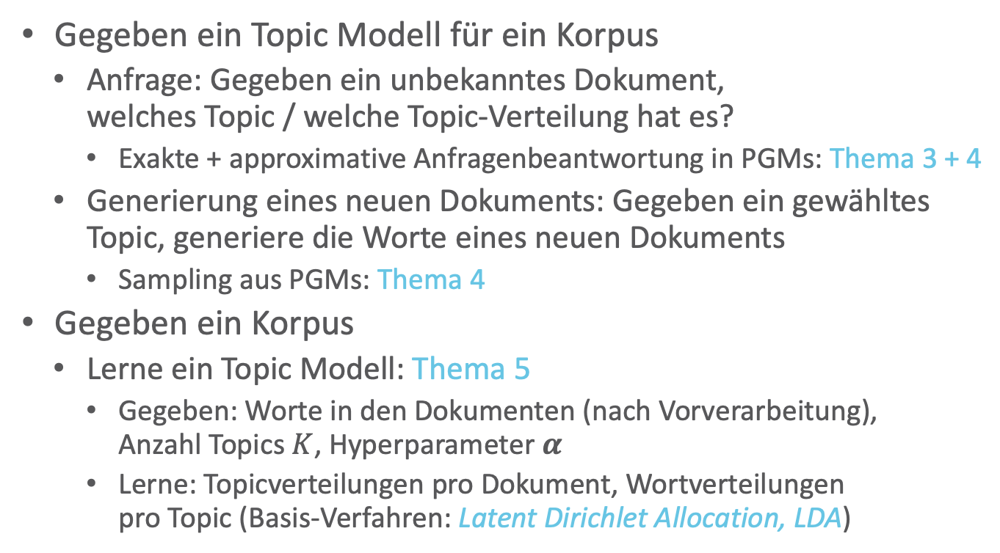 • Gegeben ein Topic Modell für ein Korpus
• Anfrage: Gegeben ein unbekanntes Dokument,
welches Topic / welche Topic-Verteilung hat es?
• Exakte + approximative Anfragenbeantwortung in PGMs: Thema 3 + 4
• Generierung eines neuen Dokuments: Gegeben ein gewähltes
Topic, generiere die Worte eines neuen Dokuments
• Sampling aus PGMs: Thema 4
• Gegeben ein Korpus
• Lerne ein Topic Modell: Thema 5
• Gegeben: Worte in den Dokumenten (nach Vorverarbeitung),
Anzahl Topics K, Hyperparameter α
• Lerne: Topicverteilungen pro Dokument, Wortverteilungen
pro Topic (Basis-Verfahren: Latent Dirichlet Allocation, LDA)